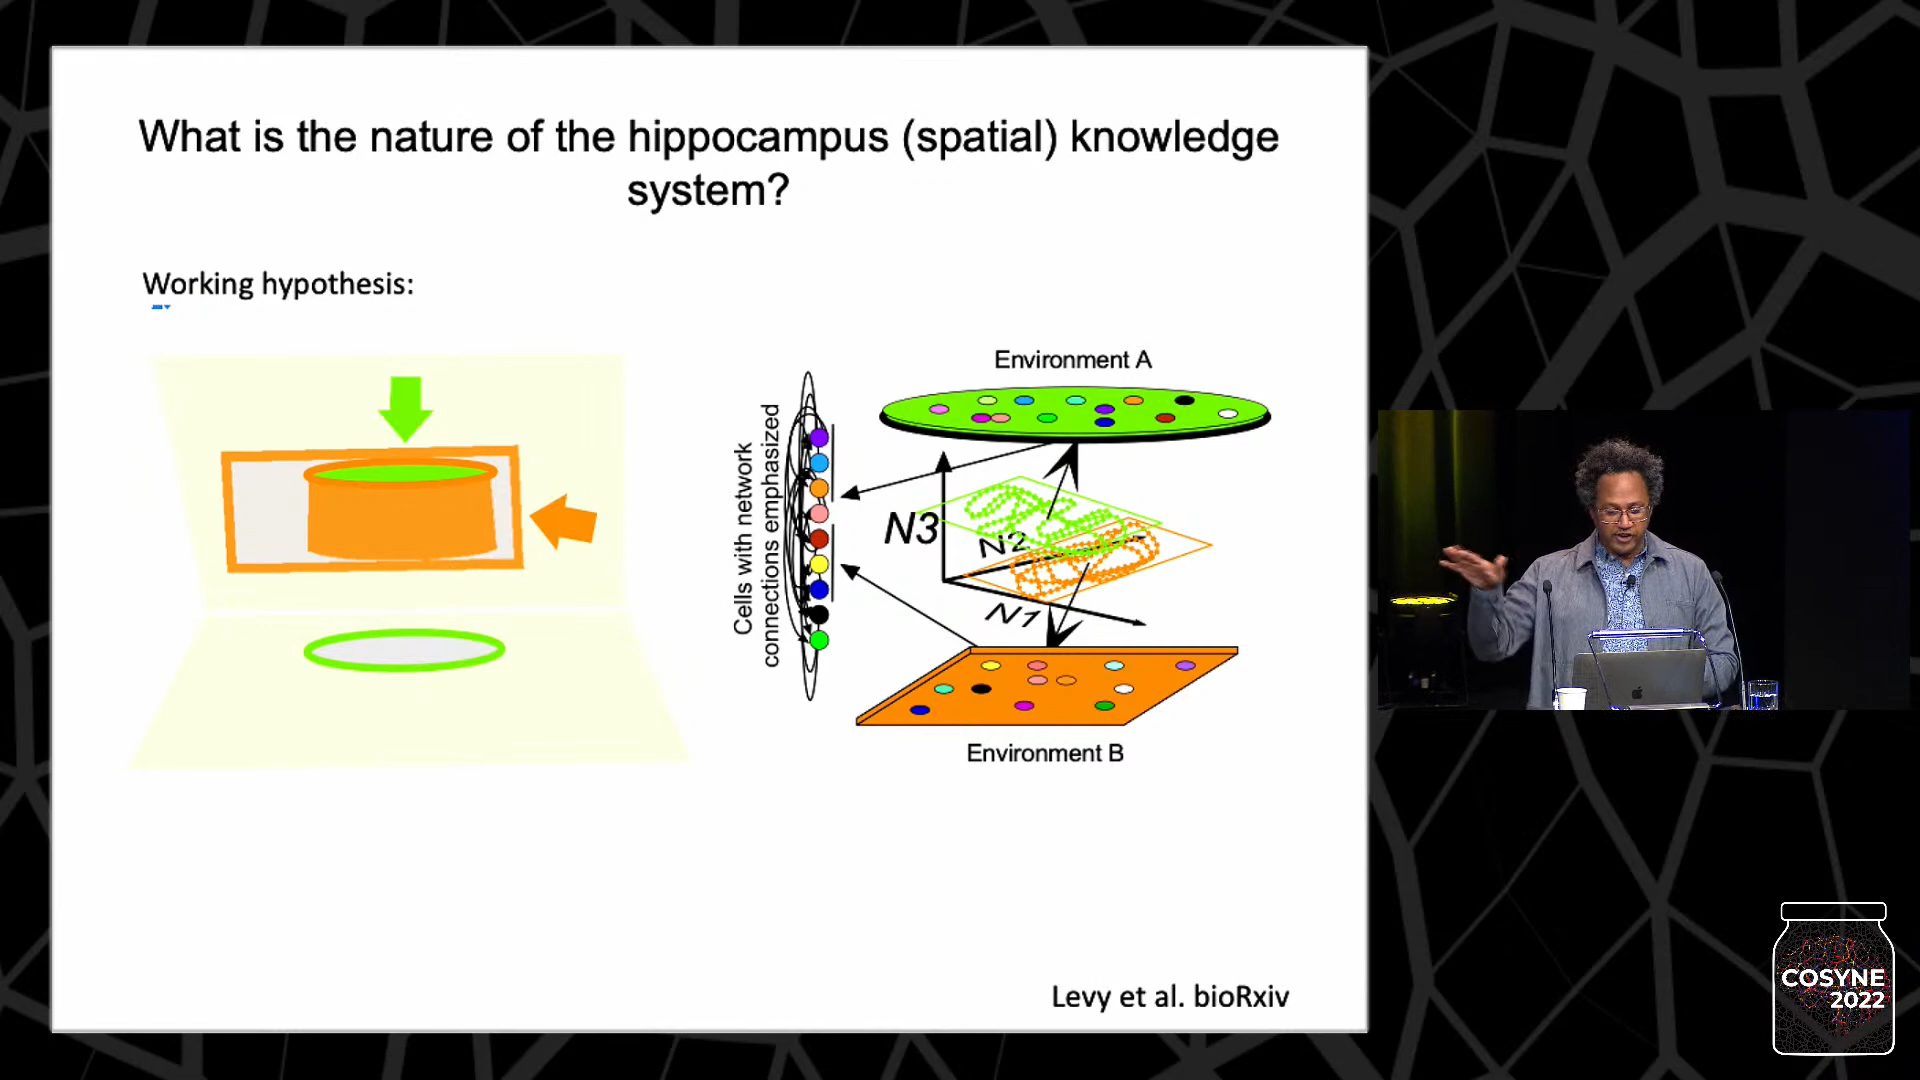 What is the nature of the hippocampus (spatial) knowledge
system?
Working hypothesis:
Cells with network
connections emphasized
Environment A
N3
N2
N1
Environment B
Levy et al. bioRxiv
COSYNE
2022